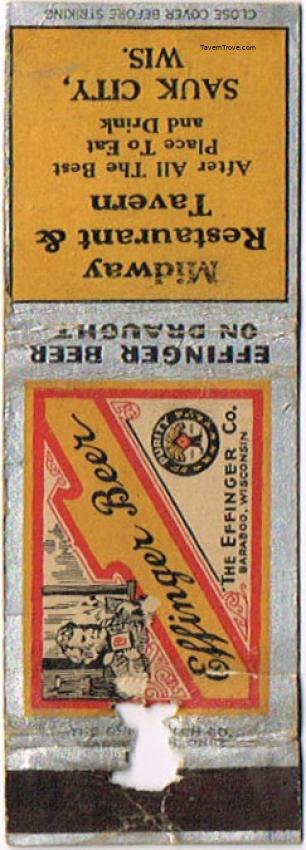 TavernTrove.com
CLOSE COVER BEFORE STRIKING
Midway
Restaurant &
Tavern
After All The Best
Place To Eat
and Drink
SAUK CITY,
WIS.
EFFINGER BEER
ON DRAUGHT
Effinger Beer
PURITY
THE EFFINGER CO.
BARABOO, WISCONSIN